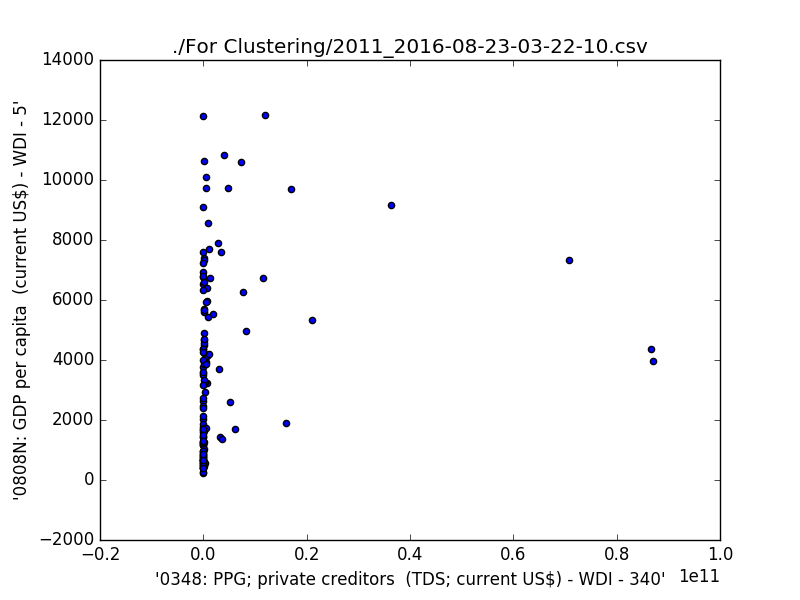 ./For Clustering/2011_2016-08-23-03-22-10.csv
14000
12000
10000
8000
6000
4000
2000
0
−2000
'0808N: GDP per capita  (current US$) - WDI - 5'
−0.2 0.0 0.2 0.4 0.6 0.8 1.0
1e11
'0348: PPG; private creditors  (TDS; current US$) - WDI - 340'